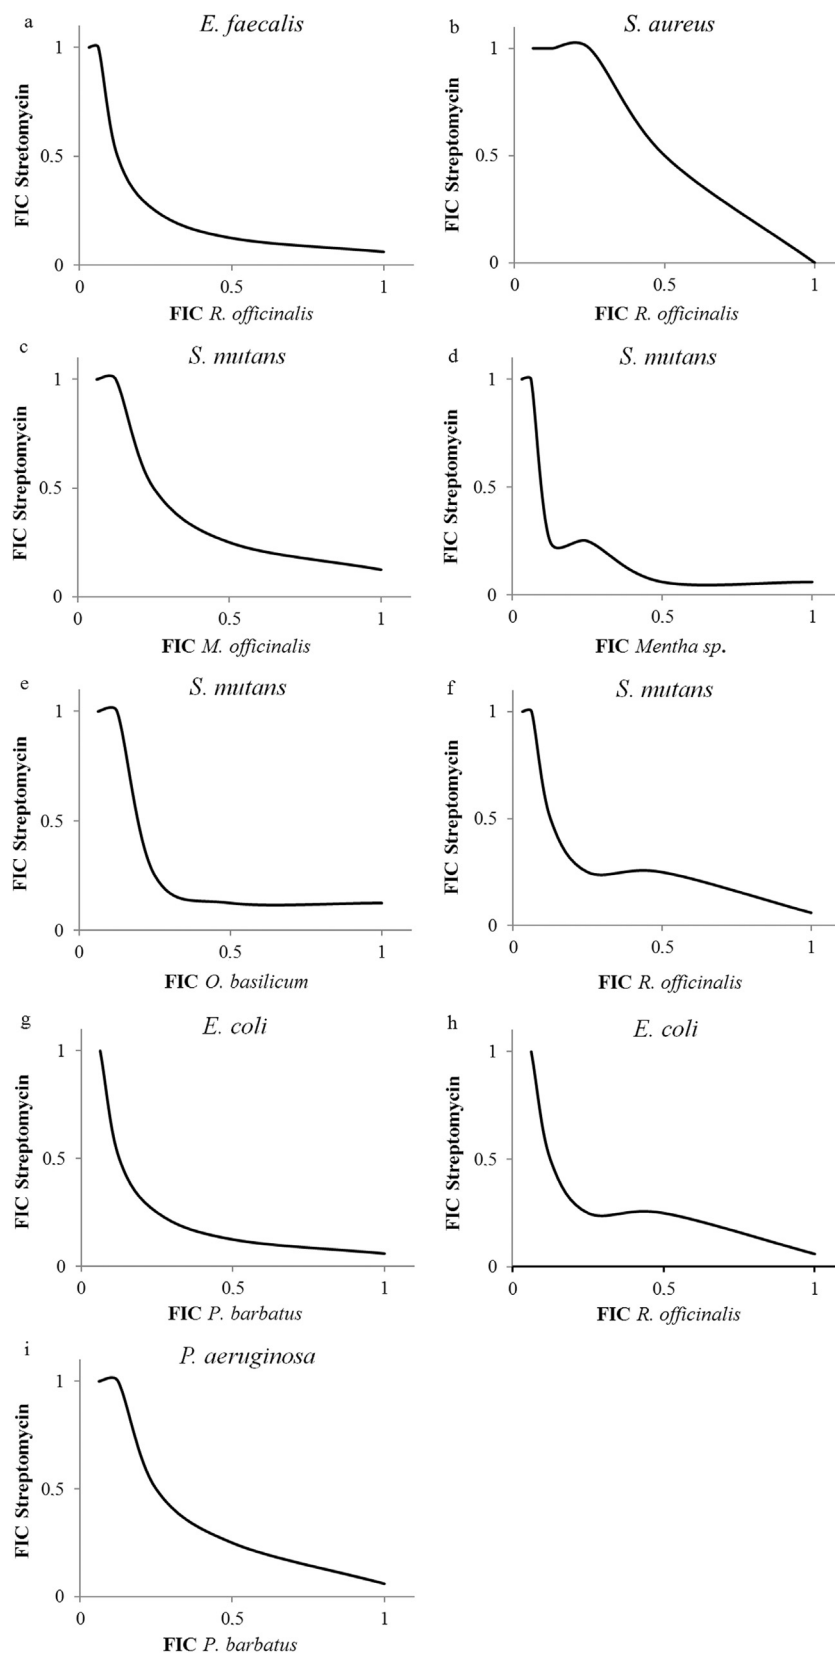 a
E. faecalis
FIC Stretomycin
1
0.5
0
0
0.5
1
FIC R. officinalis
b
S. aureus
FIC Streptomycin
1
0.5
0
0
0.5
1
FIC R. officinalis
c
S. mutans
FIC Streptomycin
1
0.5
0
0
0.5
1
FIC M. officinalis
d
S. mutans
FIC Streptomycin
1
0.5
0
0
0.5
1
FIC Mentha sp.
e
S. mutans
FIC Streptomycin
1
0.5
0
0
0.5
1
FIC O. basilicum
f
S. mutans
FIC Streptomycin
1
0.5
0
0
0.5
1
FIC R. officinalis
g
E. coli
FIC Streptomycin
1
0.5
0
0
0.5
1
FIC P. barbatus
h
E. coli
FIC Streptomycin
1
0.5
0
0
0.5
1
FIC R. officinalis
i
P. aeruginosa
FIC Streptomycin
1
0.5
0
0
0.5
1
FIC P. barbatus